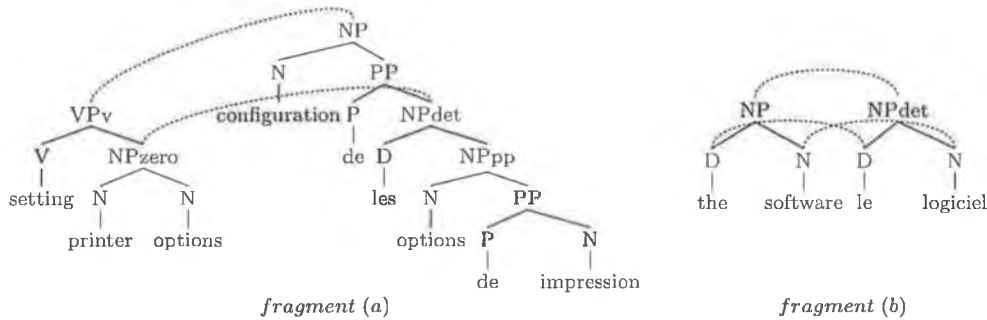 NP
N PP
VPv configuration P NPdet NP NPdet
V NPzero de D NPpp D N D N
setting N N les N PP the software le logiciel
printer options options P N
de impression
fragment (a) fragment (b)